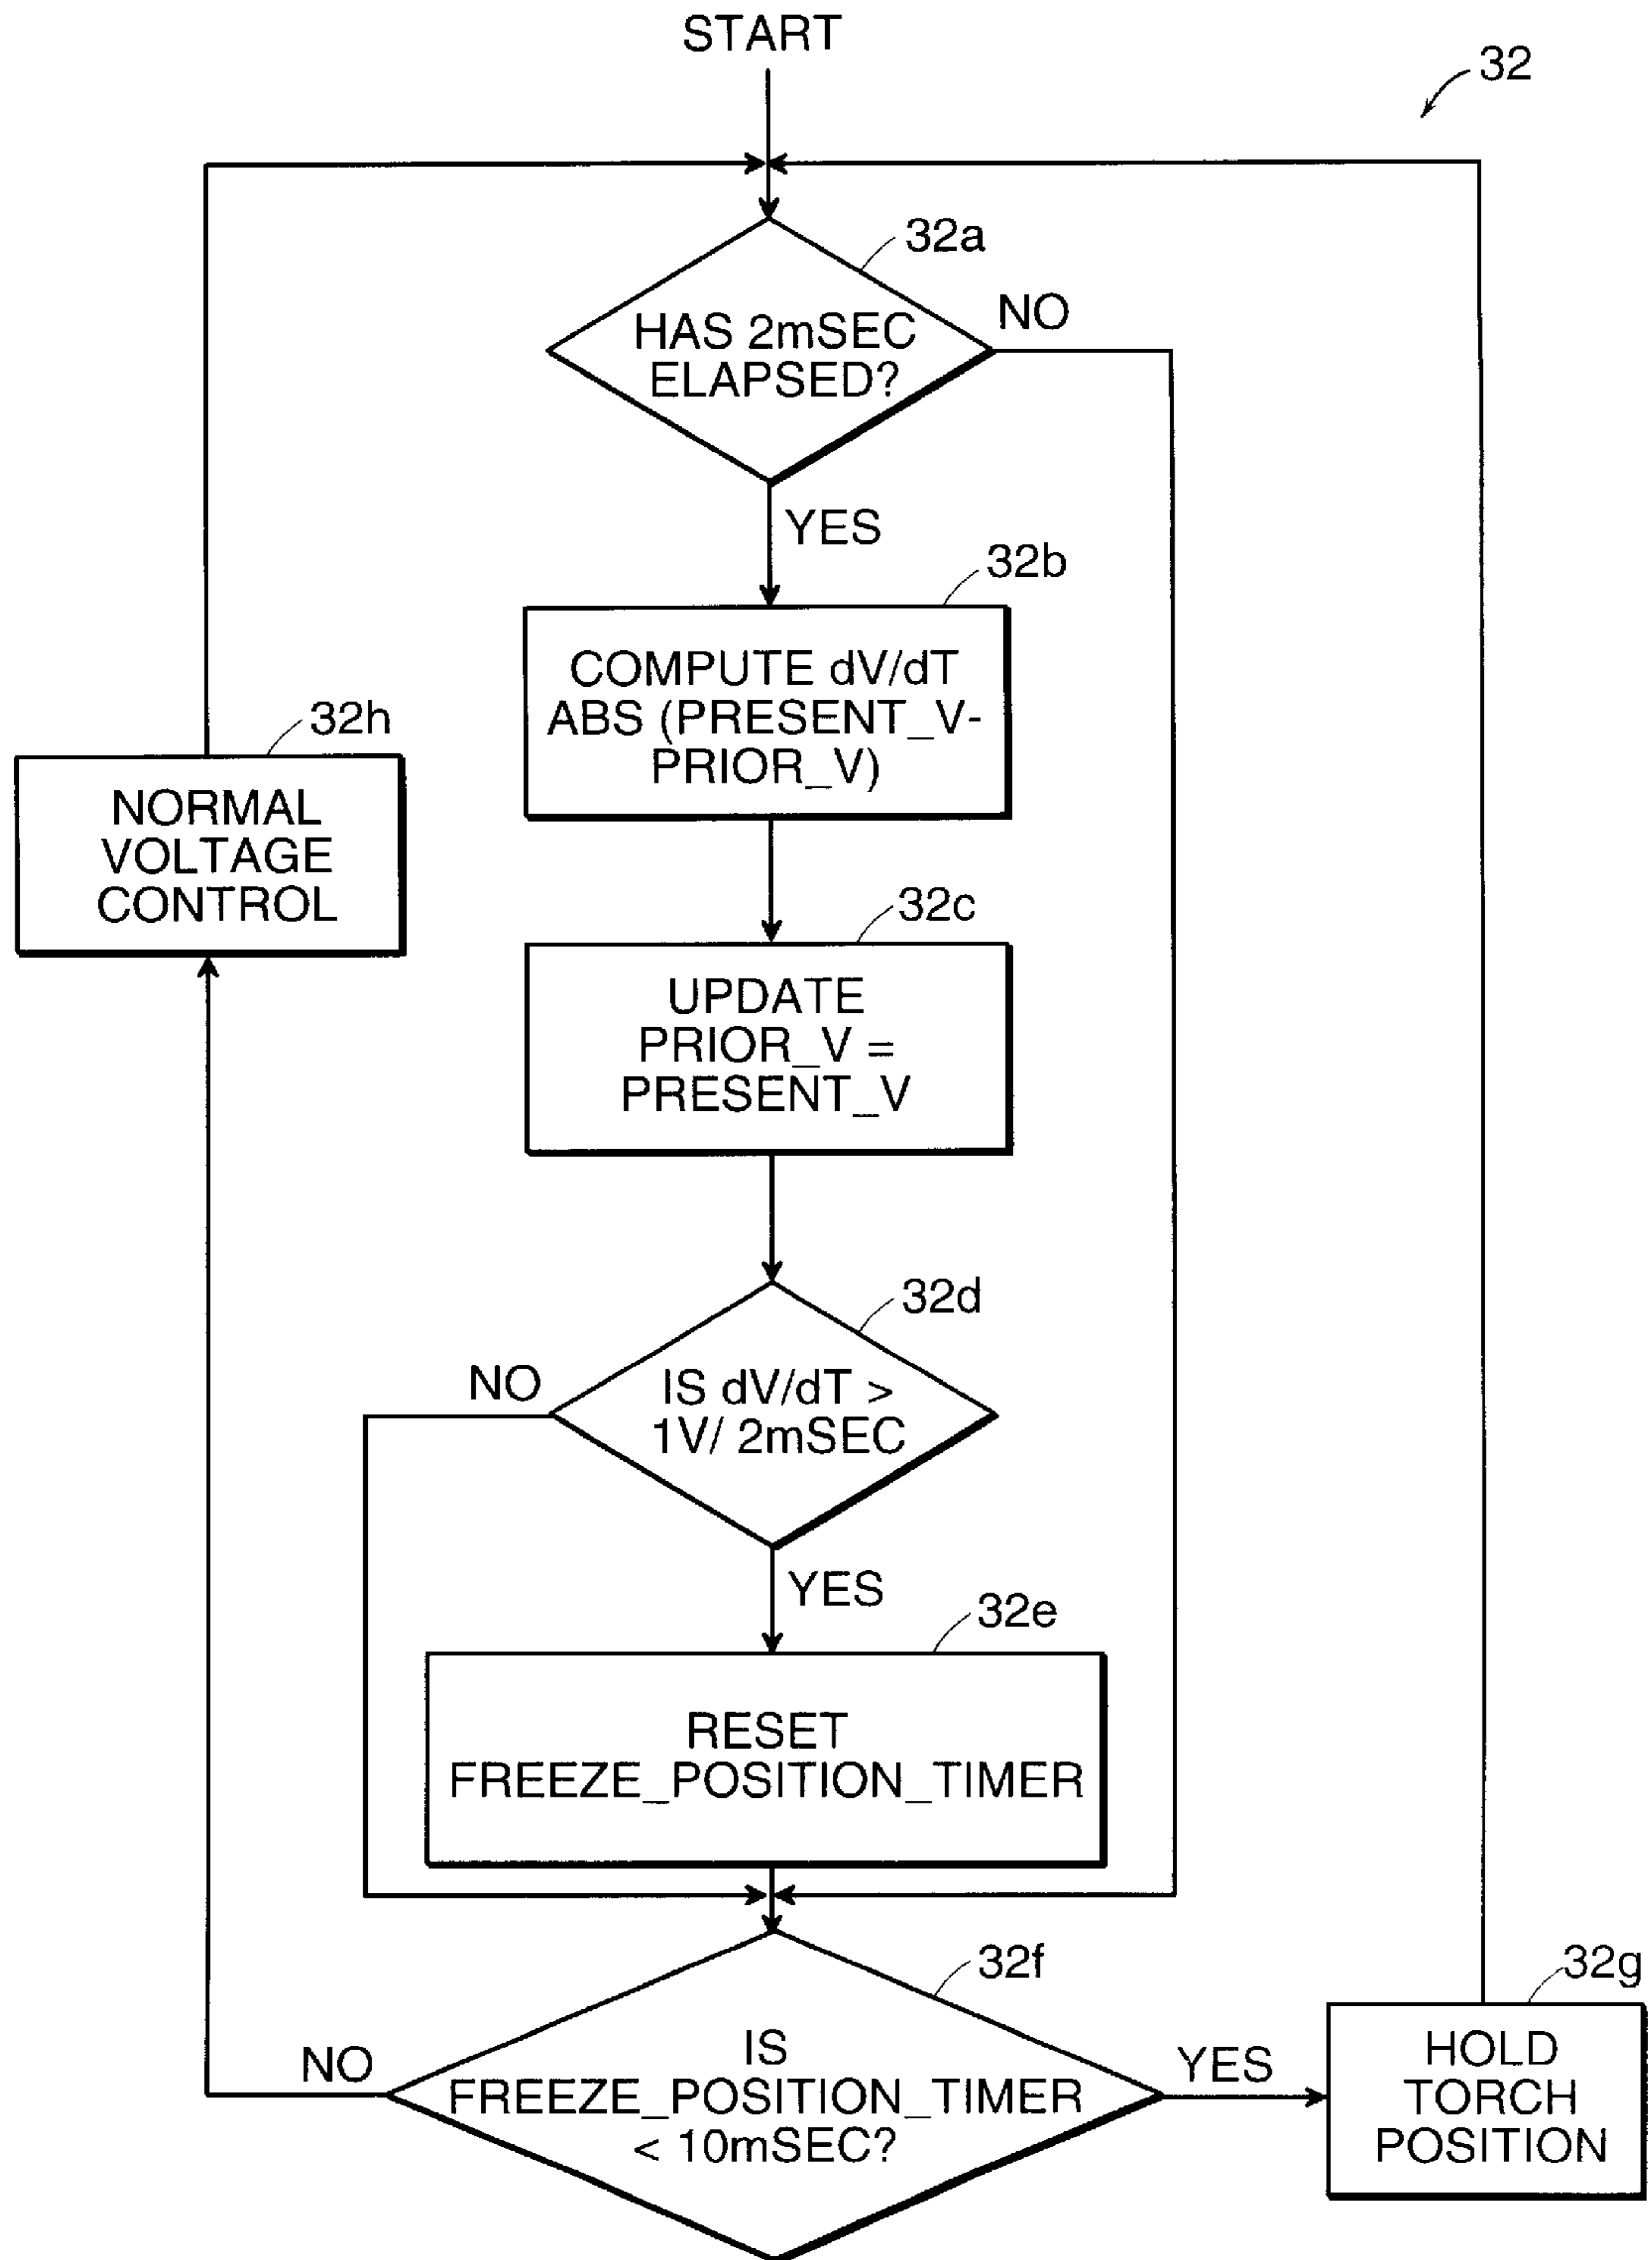 START
32
32a
HAS 2mSEC
ELAPSED?
NO
YES
32b
COMPUTE dV/dT
ABS (PRESENT_V-
PRIOR_V)
32h
NORMAL
VOLTAGE
CONTROL
32c
UPDATE
PRIOR_V =
PRESENT_V
32d
NO
IS dV/dT >
1V/ 2mSEC
YES
32e
RESET
FREEZE_POSITION_TIMER
32f
NO
IS
FREEZE_POSITION_TIMER
< 10mSEC?
YES
32g
HOLD
TORCH
POSITION